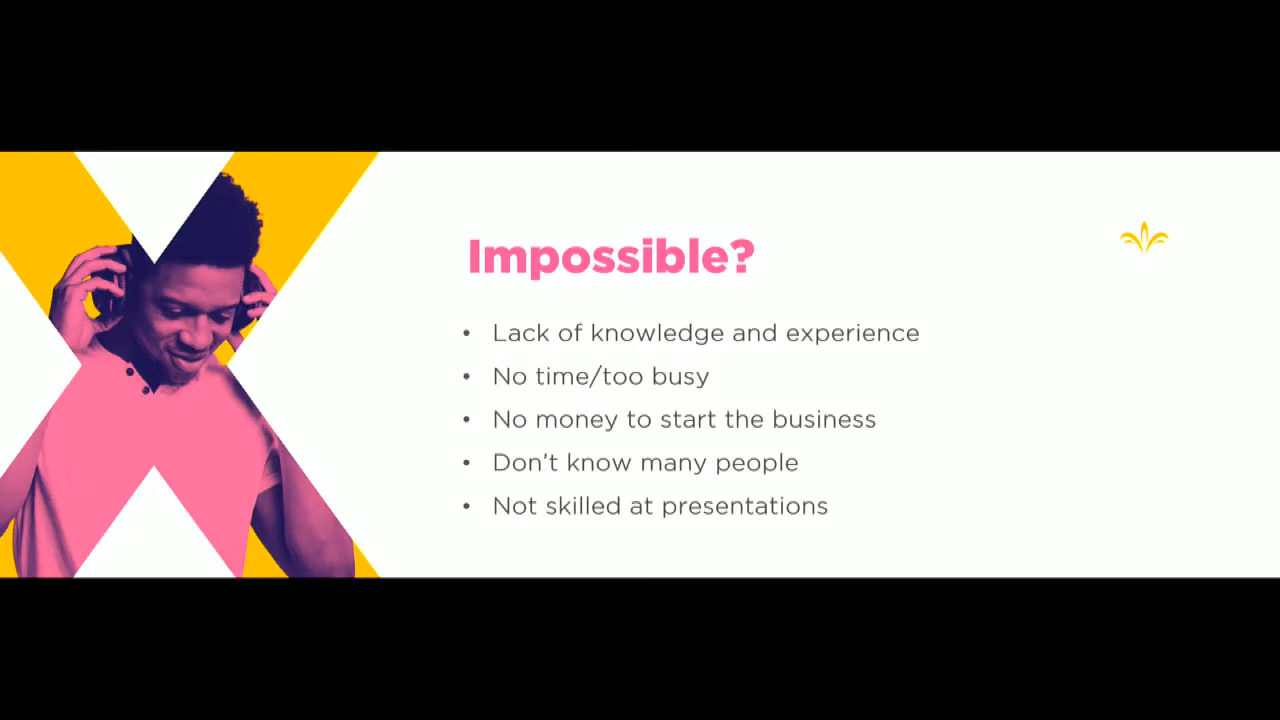 Impossible?
• Lack of knowledge and experience
• No time/too busy
• No money to start the business
• Don’t know many people
• Not skilled at presentations